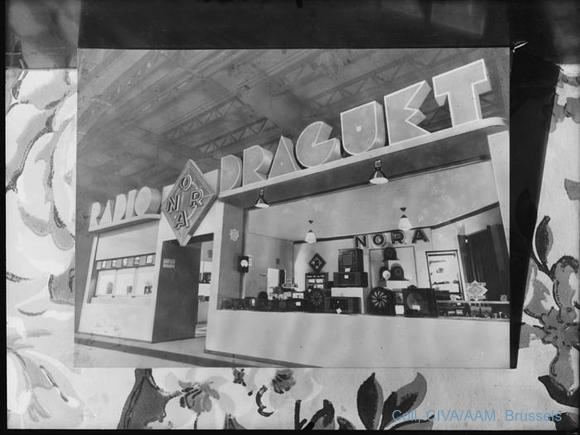 RADIO
NORA
DRAGUET
NORA
Coll. CIVA/AAM, Brussels